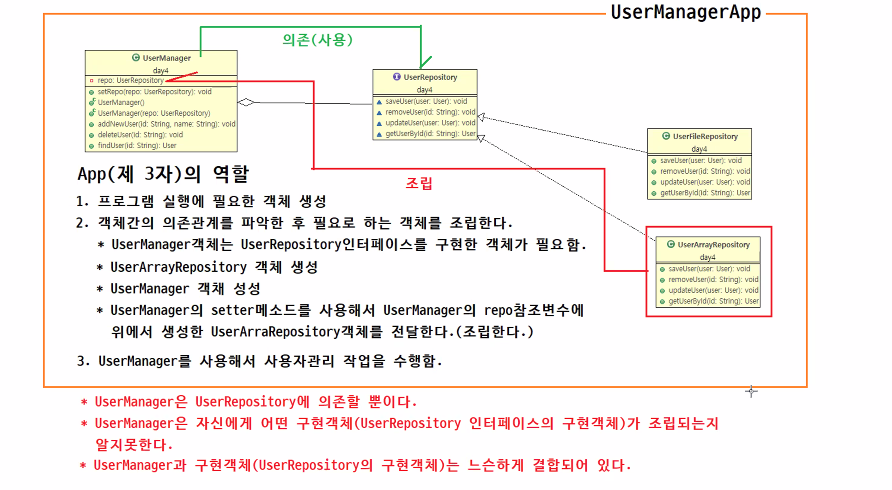 UserManagerApp
의존(사용)
UserManager
day4
repo: UserRepository
setRepo(repo: UserRepository): void
UserManager()
UserManager(repo: UserRepository)
addNewUser(id: String, name: String): void
deleteUser(id: String): void
findUser(id: String): User
UserRepository
day4
saveUser(user: User): void
removeUser(id: String): void
updateUser(user: User): void
getUserById(id: String): User
UserFileRepository
day4
saveUser(user: User): void
removeUser(id: String): void
updateUser(user: User): void
getUserById(id: String): User
조립
UserArrayRepository
day4
saveUser(user: User): void
removeUser(id: String): void
updateUser(user: User): void
getUserById(id: String): User
App(제 3자)의 역할
1. 프로그램 실행에 필요한 객체 생성
2. 객체간의 의존관계를 파악한 후 필요로 하는 객체를 조립한다.
* UserManager객체는 UserRepository인터페이스를 구현한 객체가 필요함.
* UserArrayRepository 객체 생성
* UserManager 객채 성성
* UserManager의 setter메소드를 사용해서 UserManager의 repo참조변수에
위에서 생성한 UserArraRepository객체를 전달한다.(조립한다.)
3. UserManager를 사용해서 사용자관리 작업을 수행함.
* UserManager은 UserRepository에 의존할 뿐이다.
* UserManager은 자신에게 어떤 구현객체(UserRepository 인터페이스의 구현객체)가 조립되는지
알지못한다.
* UserManager과 구현객체(UserRepository의 구현객체)는 느슨하게 결합되어 있다.